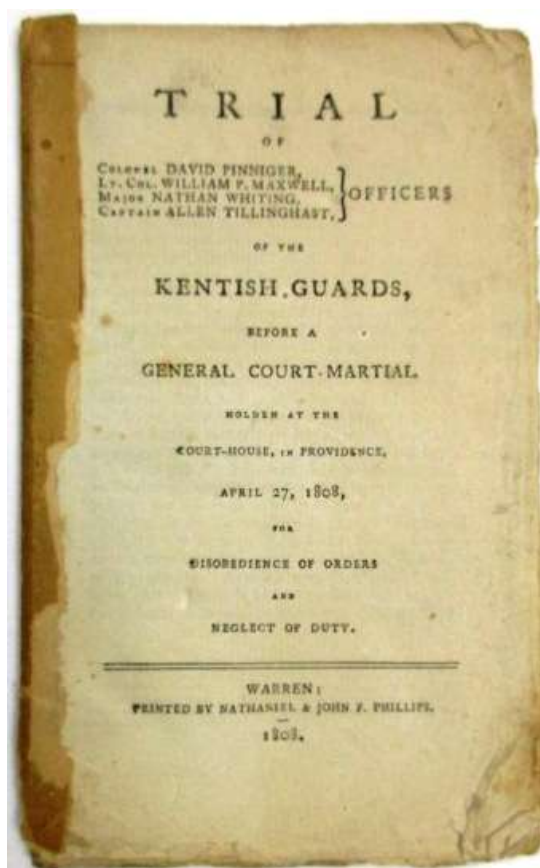 TRIAL
OF
COLONEL DAVID PINNIGER,
LT. COL. WILLIAM P. MAXWELL,
MAJOR NATHAN WHITING,
CAPTAIN ALLEN TILLINGHAST,
} OFFICERS
OF THE
KENTISH GUARDS,
BEFORE A
GENERAL COURT-MARTIAL
HOLDEN AT THE
COURT-HOUSE, IN PROVIDENCE,
APRIL 27, 1808,
FOR
DISOBEDIENCE OF ORDERS
AND
NEGLECT OF DUTY.
WARREN:
PRINTED BY NATHANIEL & JOHN F. PHILLIPS.
1808.